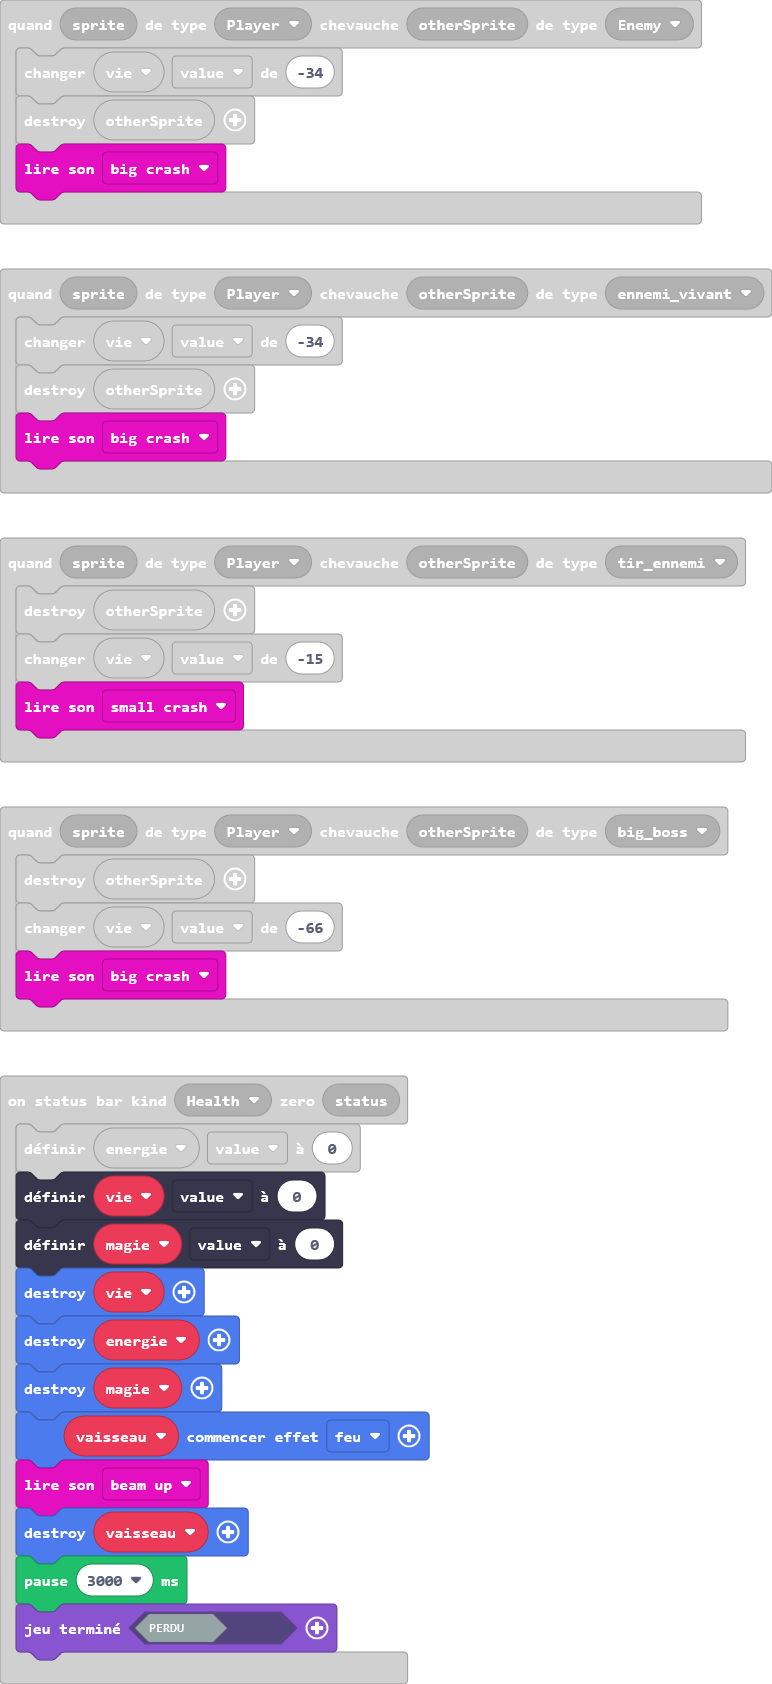 quand sprite de type Player chevauche otherSprite de type Enemy
changer vie value de -34
destroy otherSprite
lire son big crash
quand sprite de type Player chevauche otherSprite de type ennemi_vivant
changer vie value de -34
destroy otherSprite
lire son big crash
quand sprite de type Player chevauche otherSprite de type tir_ennemi
destroy otherSprite
changer vie value de -15
lire son small crash
quand sprite de type Player chevauche otherSprite de type big_boss
destroy otherSprite
changer vie value de -66
lire son big crash
on status bar kind Health zero status
définir energie value à 0
définir vie value à 0
définir magie value à 0
destroy vie
destroy energie
destroy magie
vaisseau commencer effet feu
lire son beam up
destroy vaisseau
pause 3000 ms
jeu terminé PERDU